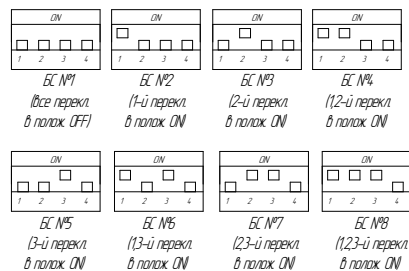 ON
1 2 3 4
БС №1
(все перекл.
в полож. OFF)
ON
1 2 3 4
БС №2
(1-й перекл.
в полож. ON)
ON
1 2 3 4
БС №3
(2-й перекл.
в полож. ON)
ON
1 2 3 4
БС №4
(1,2-й перекл.
в полож. ON)
ON
1 2 3 4
БС №5
(3-й перекл.
в полож. ON)
ON
1 2 3 4
БС №6
(1,3-й перекл.
в полож. ON)
ON
1 2 3 4
БС №7
(2,3-й перекл.
в полож. ON)
ON
1 2 3 4
БС №8
(1,2,3-й перекл.
в полож. ON)